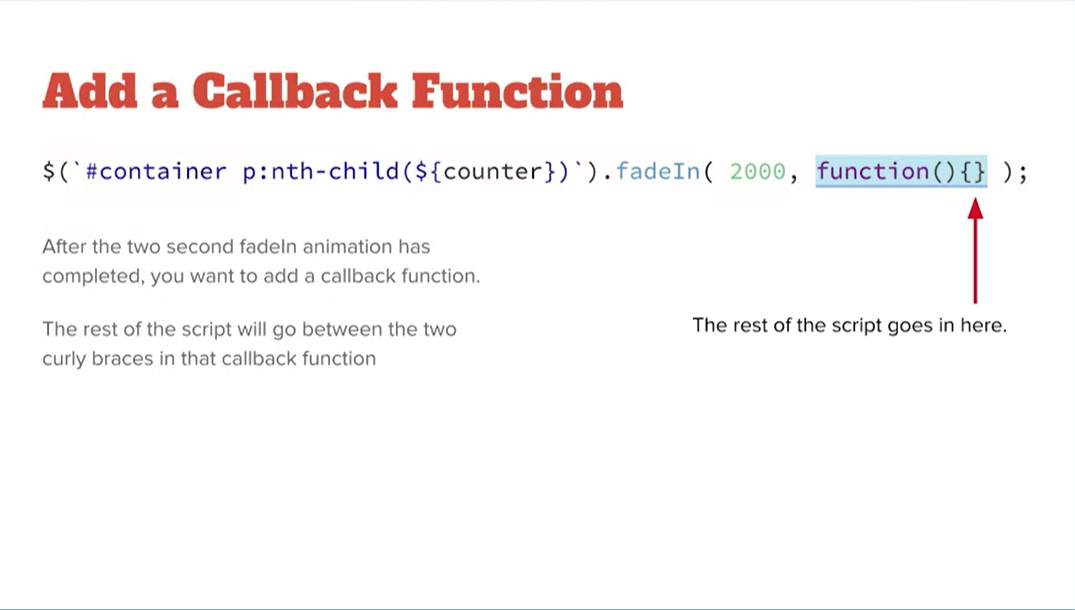 Add a Callback Function
$(`#container p:nth-child(${counter})`).fadeIn( 2000, function(){} );
After the two second fadeIn animation has
completed, you want to add a callback function.
The rest of the script will go between the two
curly braces in that callback function
The rest of the script goes in here.